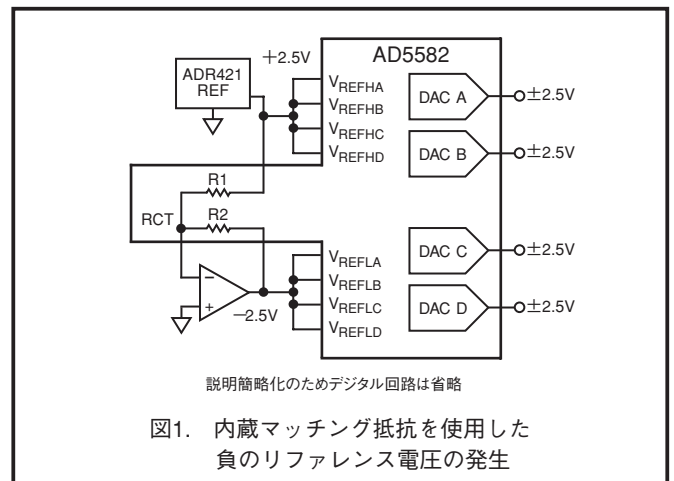 AD5582
+2.5V
ADR421
REF
VREFHA
VREFHB
VREFHC
VREFHD
DAC A
±2.5V
DAC B
±2.5V
R1
RCT
R2
VREFLA
VREFLB
VREFLC
VREFLD
−
+
−2.5V
DAC C
±2.5V
DAC D
±2.5V
説明簡略化のためデジタル回路は省略
図1. 内蔵マッチング抵抗を使用した
負のリファレンス電圧の発生